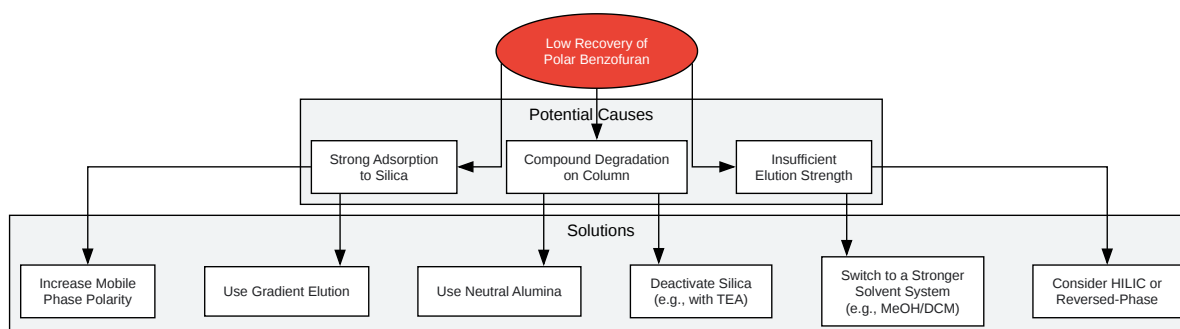 Low Recovery of
Polar Benzofuran
Potential Causes
Strong Adsorption
to Silica
Compound Degradation
on Column
Insufficient
Elution Strength
Solutions
Increase Mobile
Phase Polarity
Use Gradient Elution
Use Neutral Alumina
Deactivate Silica
(e.g., with TEA)
Switch to a Stronger
Solvent System
(e.g., MeOH/DCM)
Consider HILIC or
Reversed-Phase